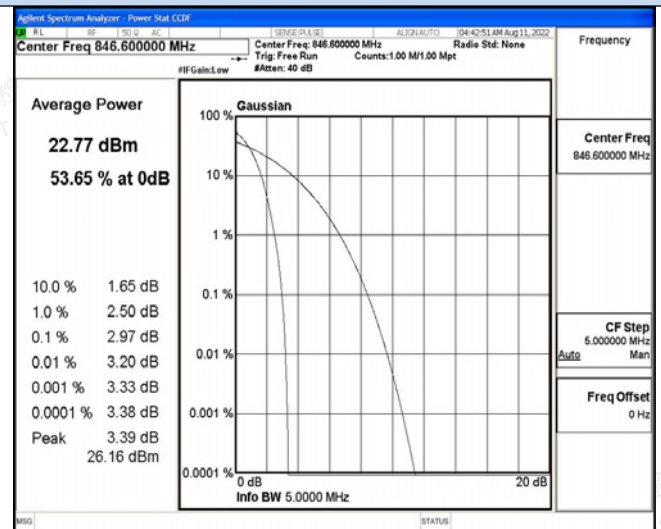 Agilent Spectrum Analyzer - Power Stat CCDF
RL RF 50 Ω AC SENSE:PULSE ALIGN AUTO 04:42:51 AM Aug 11, 2022
Center Freq 846.600000 MHz
Center Freq: 846.600000 MHz Radio Std: None
Trig: Free Run Counts:1.00 M/1.00 Mpt
#IFGain:Low #Atten: 40 dB
Frequency
Average Power
22.77 dBm
53.65 % at 0dB
10.0 % 1.65 dB
1.0 % 2.50 dB
0.1 % 2.97 dB
0.01 % 3.20 dB
0.001 % 3.33 dB
0.0001 % 3.38 dB
Peak 3.39 dB
26.16 dBm
Gaussian
100 %
10 %
1 %
0.1 %
0.01 %
0.001 %
0.0001 %
0 dB 20 dB
Info BW 5.0000 MHz
Center Freq
846.600000 MHz
CF Step
5.000000 MHz
Auto Man
Freq Offset
0 Hz
MSG STATUS